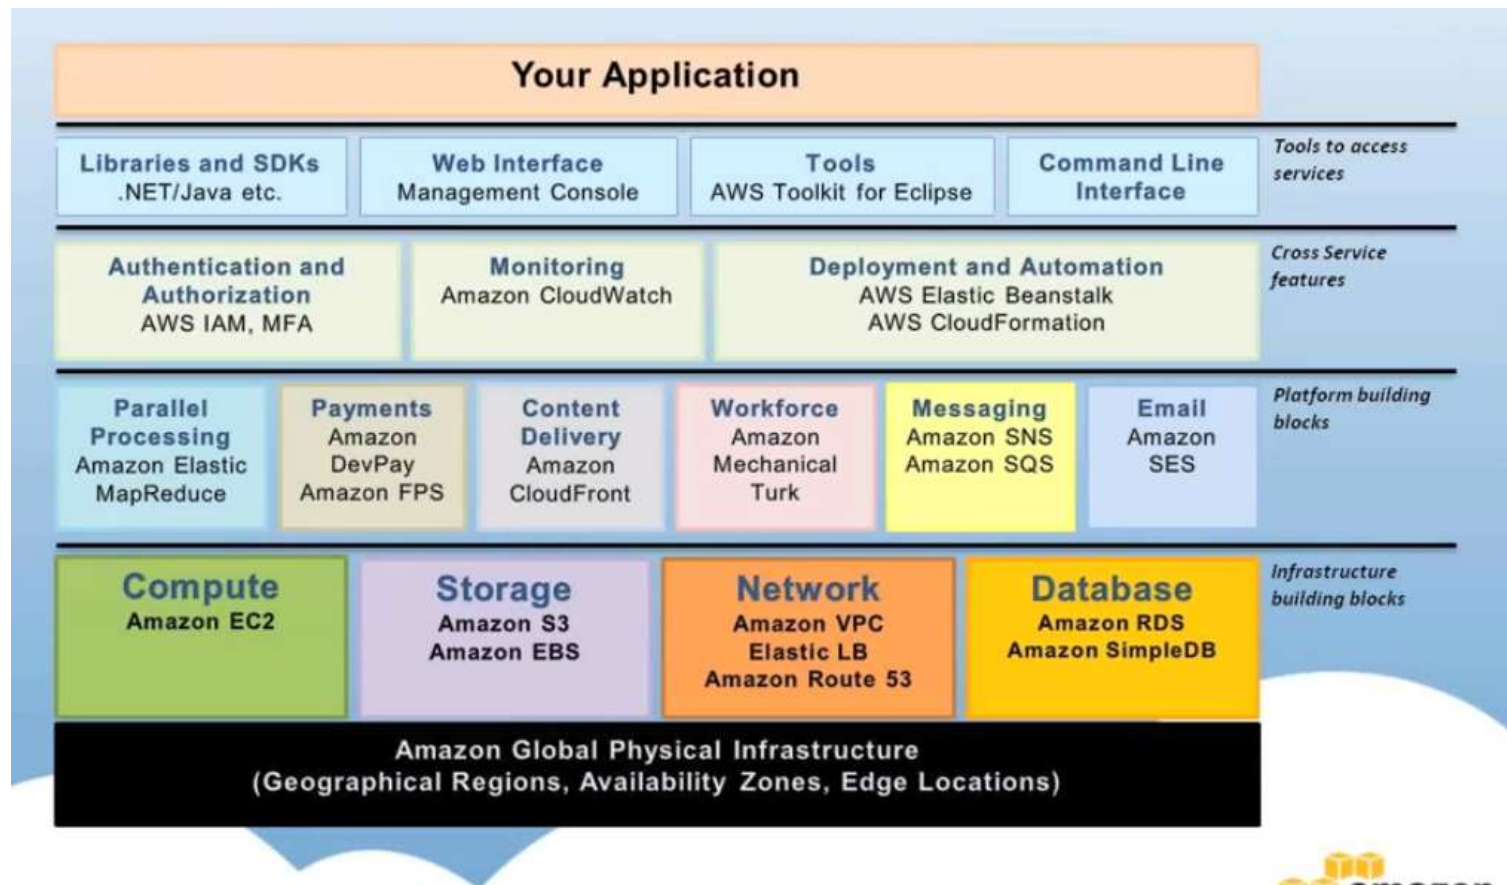 Your Application
Libraries and SDKs
.NET/Java etc.
Web Interface
Management Console
Tools
AWS Toolkit for Eclipse
Command Line
Interface
Tools to access
services
Authentication and
Authorization
AWS IAM, MFA
Monitoring
Amazon CloudWatch
Deployment and Automation
AWS Elastic Beanstalk
AWS CloudFormation
Cross Service
features
Parallel
Processing
Amazon Elastic
MapReduce
Payments
Amazon
DevPay
Amazon FPS
Content
Delivery
Amazon
CloudFront
Workforce
Amazon
Mechanical
Turk
Messaging
Amazon SNS
Amazon SQS
Email
Amazon
SES
Platform building
blocks
Compute
Amazon EC2
Storage
Amazon S3
Amazon EBS
Network
Amazon VPC
Elastic LB
Amazon Route 53
Database
Amazon RDS
Amazon SimpleDB
Infrastructure
building blocks
Amazon Global Physical Infrastructure
(Geographical Regions, Availability Zones, Edge Locations)